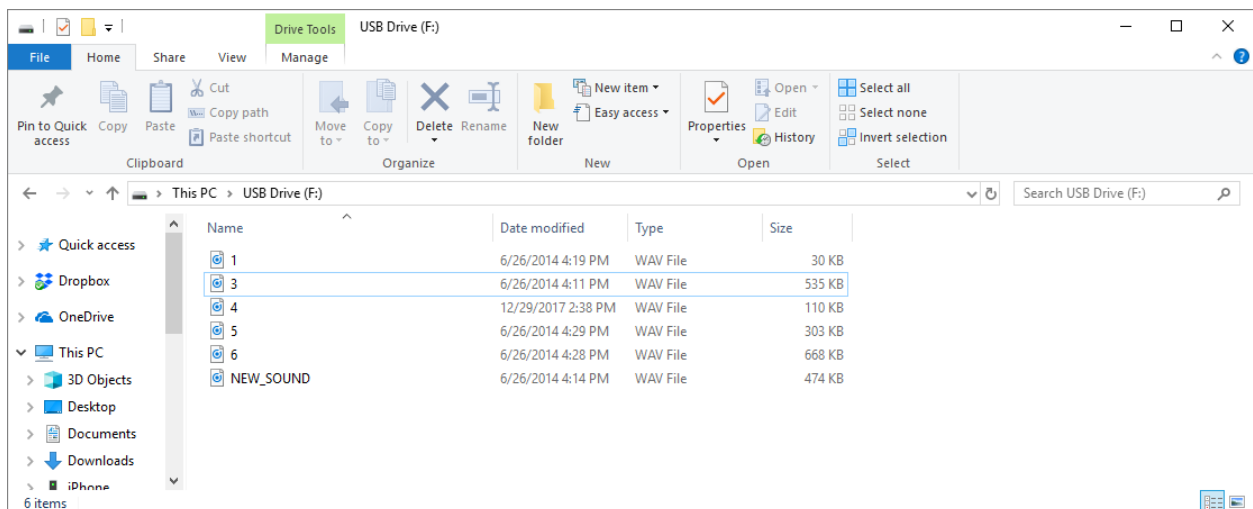 Drive Tools USB Drive (F:)
File Home Share View Manage
Pin to Quick access
Copy
Paste
Cut
Copy path
Paste shortcut
Clipboard
Move to
Copy to
Delete
Rename
Organize
New folder
New item
Easy access
New
Properties
Open
Edit
History
Open
Select all
Select none
Invert selection
Select
This PC > USB Drive (F:)
Search USB Drive (F:)
Quick access
Dropbox
OneDrive
This PC
3D Objects
Desktop
Documents
Downloads
iPhone
Name Date modified Type Size
1 6/26/2014 4:19 PM WAV File 30 KB
3 6/26/2014 4:11 PM WAV File 535 KB
4 12/29/2017 2:38 PM WAV File 110 KB
5 6/26/2014 4:29 PM WAV File 303 KB
6 6/26/2014 4:28 PM WAV File 668 KB
NEW_SOUND 6/26/2014 4:14 PM WAV File 474 KB
6 items